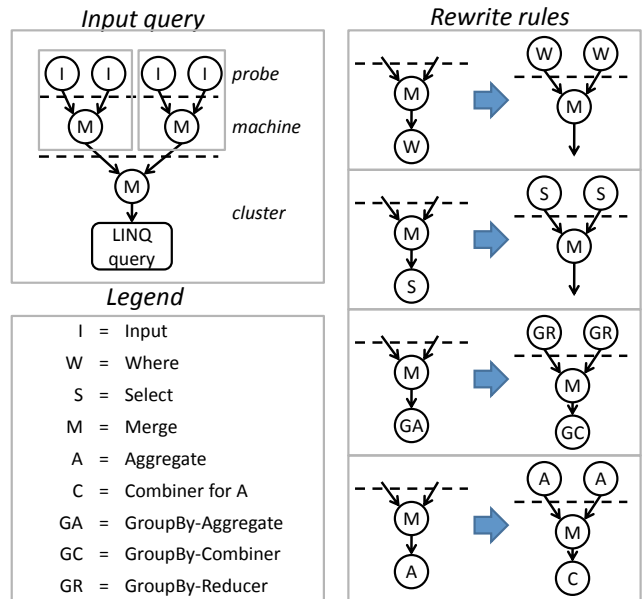 Input query
I I I I probe
M M machine
M
cluster
LINQ
query
Legend
I = Input
W = Where
S = Select
M = Merge
A = Aggregate
C = Combiner for A
GA = GroupBy-Aggregate
GC = GroupBy-Combiner
GR = GroupBy-Reducer
Rewrite rules
W W
M M
W
S S
M M
S
GR GR
M M
GA GC
A A
M M
A C